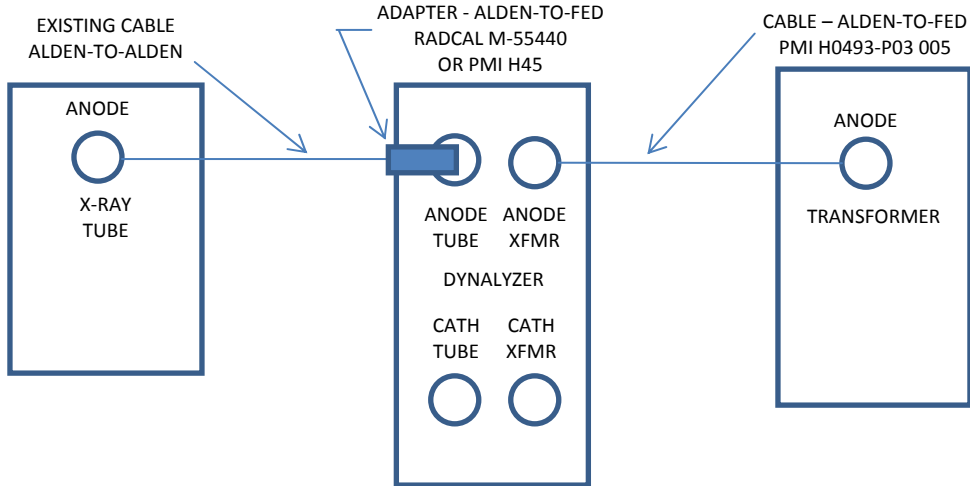 EXISTING CABLE
ALDEN-TO-ALDEN
ADAPTER - ALDEN-TO-FED
RADCAL M-55440
OR PMI H45
CABLE – ALDEN-TO-FED
PMI H0493-P03 005
ANODE
X-RAY
TUBE
ANODE
TUBE
ANODE
XFMR
DYNALYZER
CATH
TUBE
CATH
XFMR
ANODE
TRANSFORMER